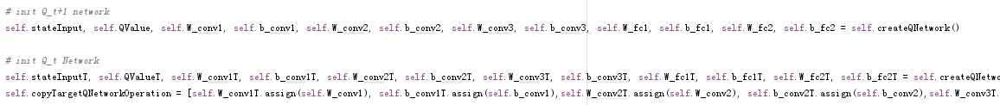 # init Q_t+1 network
self.stateInput, self.QValue, self.W_conv1, self.b_conv1, self.W_conv2, self.b_conv2, self.W_conv3, self.b_conv3, self.W_fc1, self.b_fc1, self.W_fc2, self.b_fc2 = self.createQNetwork()
# init Q_t Network
self.stateInputT, self.QValueT, self.W_conv1T, self.b_conv1T, self.W_conv2T, self.b_conv2T, self.W_conv3T, self.b_conv3T, self.W_fc1T, self.b_fc1T, self.W_fc2T, self.b_fc2T = self.createQNetwo
self.copyTargetQNetworkOperation = [self.W_conv1T.assign(self.W_conv1), self.b_conv1T.assign(self.b_conv1),self.W_conv2T.assign(self.W_conv2), self.b_conv2T.assign(self.b_conv2),self.W_conv3T.